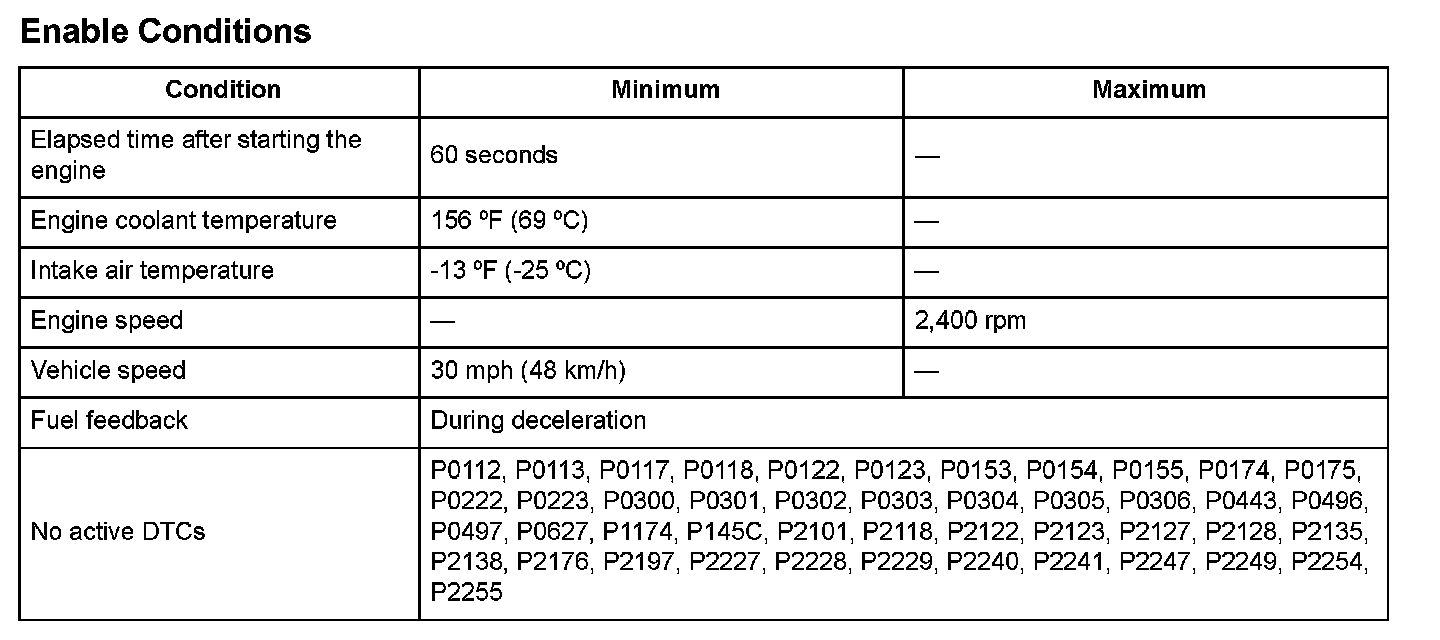 Enable Conditions
Condition Minimum Maximum
Elapsed time after starting the
engine
60 seconds —
Engine coolant temperature 156 ºF (69 ºC) —
Intake air temperature -13 ºF (-25 ºC) —
Engine speed — 2,400 rpm
Vehicle speed 30 mph (48 km/h) —
Fuel feedback During deceleration
No active DTCs
P0112, P0113, P0117, P0118, P0122, P0123, P0153, P0154, P0155, P0174, P0175,
P0222, P0223, P0300, P0301, P0302, P0303, P0304, P0305, P0306, P0443, P0496,
P0497, P0627, P1174, P145C, P2101, P2118, P2122, P2123, P2127, P2128, P2135,
P2138, P2176, P2197, P2227, P2228, P2229, P2240, P2241, P2247, P2249, P2254,
P2255